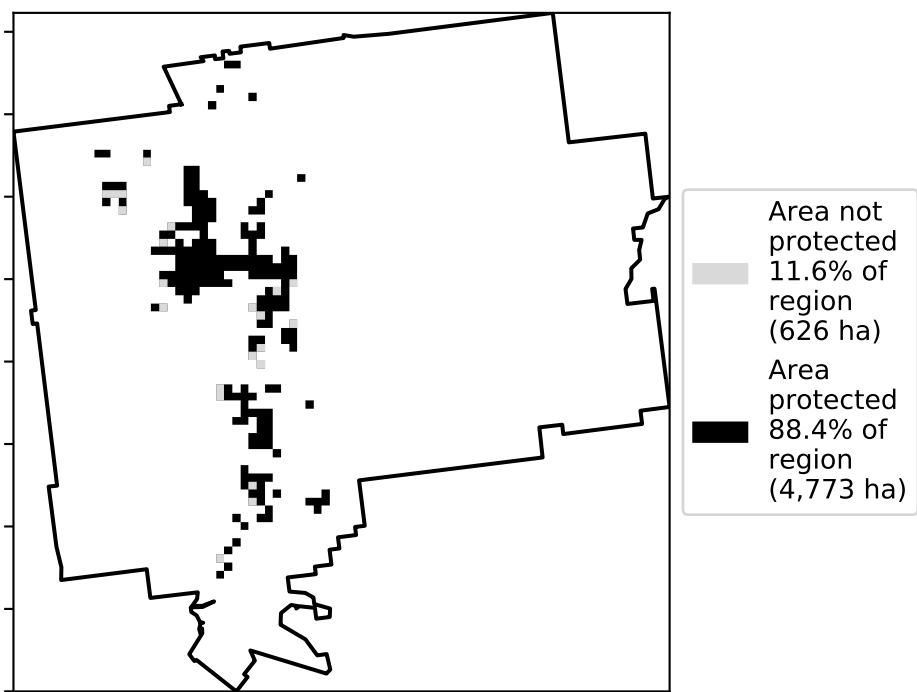 Area not
protected
11.6% of
region
(626 ha)
Area
protected
88.4% of
region
(4,773 ha)